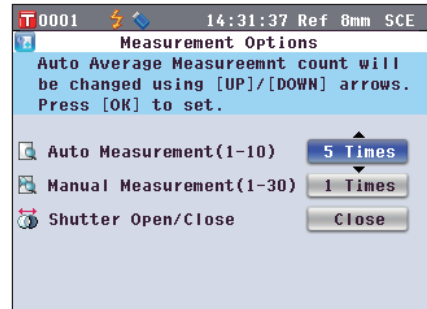 T0001 14:31:37 Ref 8mm SCE
Measurement Options
Auto Average Measureemnt count will
be changed using [UP]/[DOWN] arrows.
Press [OK] to set.
Auto Measurement(1-10) 5 Times
Manual Measurement(1-30) 1 Times
Shutter Open/Close Close